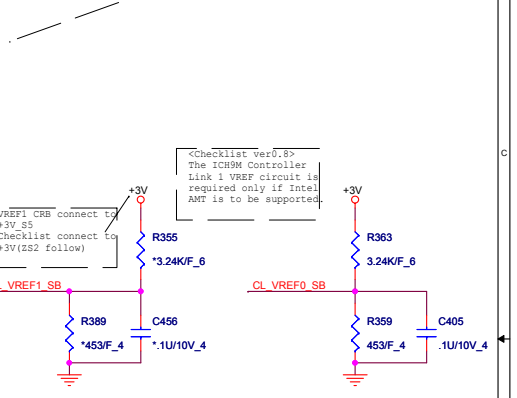 C
<Checklist ver0.8>
The ICH9M Controller
Link 1 VREF circuit is
required only if Intel
AMT is to be supported.
+3V
+3V
VREF1 CRB connect to
+3V_S5
Checklist connect to
+3V(ZS2 follow)
R355
*3.24K/F_6
R363
3.24K/F_6
L_VREF1_SB
CL_VREF0_SB
R389
*453/F_4
C456
*.1U/10V_4
R359
453/F_4
C405
.1U/10V_4